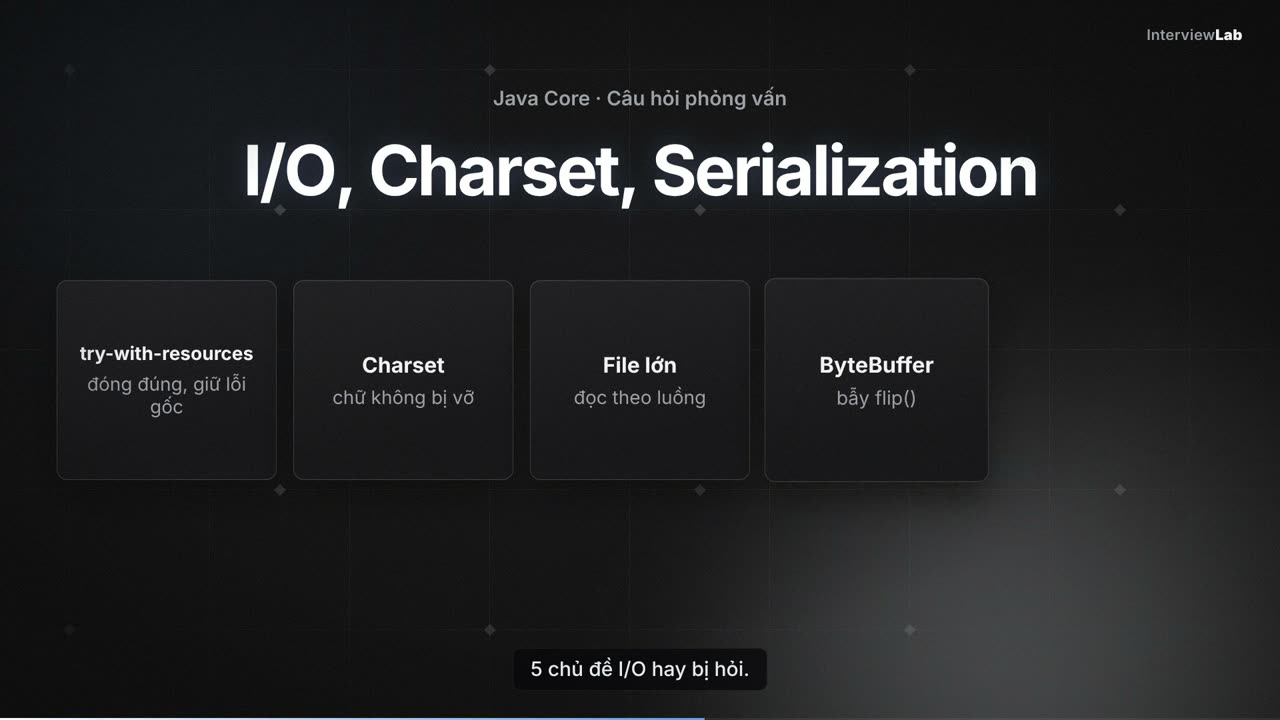 InterviewLab
Java Core · Câu hỏi phỏng vấn
I/O, Charset, Serialization
try-with-resources
đóng đúng, giữ lỗi
gốc
Charset
chữ không bị vỡ
File lớn
đọc theo luồng
ByteBuffer
bẫy flip()
5 chủ đề I/O hay bị hỏi.